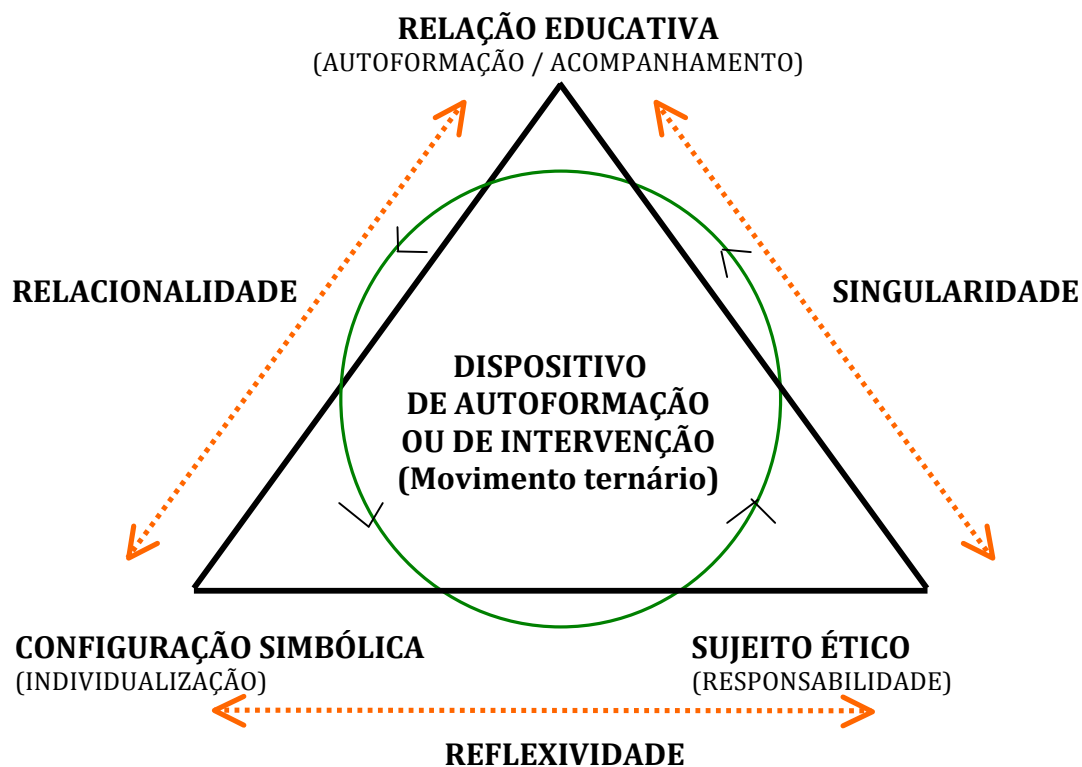 RELAÇÃO EDUCATIVA
(AUTOFORMAÇÃO / ACOMPANHAMENTO)
RELACIONALIDADE
SINGULARIDADE
DISPOSITIVO
DE AUTOFORMAÇÃO
OU DE INTERVENÇÃO
(Movimento ternário)
CONFIGURAÇÃO SIMBÓLICA
(INDIVIDUALIZAÇÃO)
SUJEITO ÉTICO
(RESPONSABILIDADE)
REFLEXIVIDADE